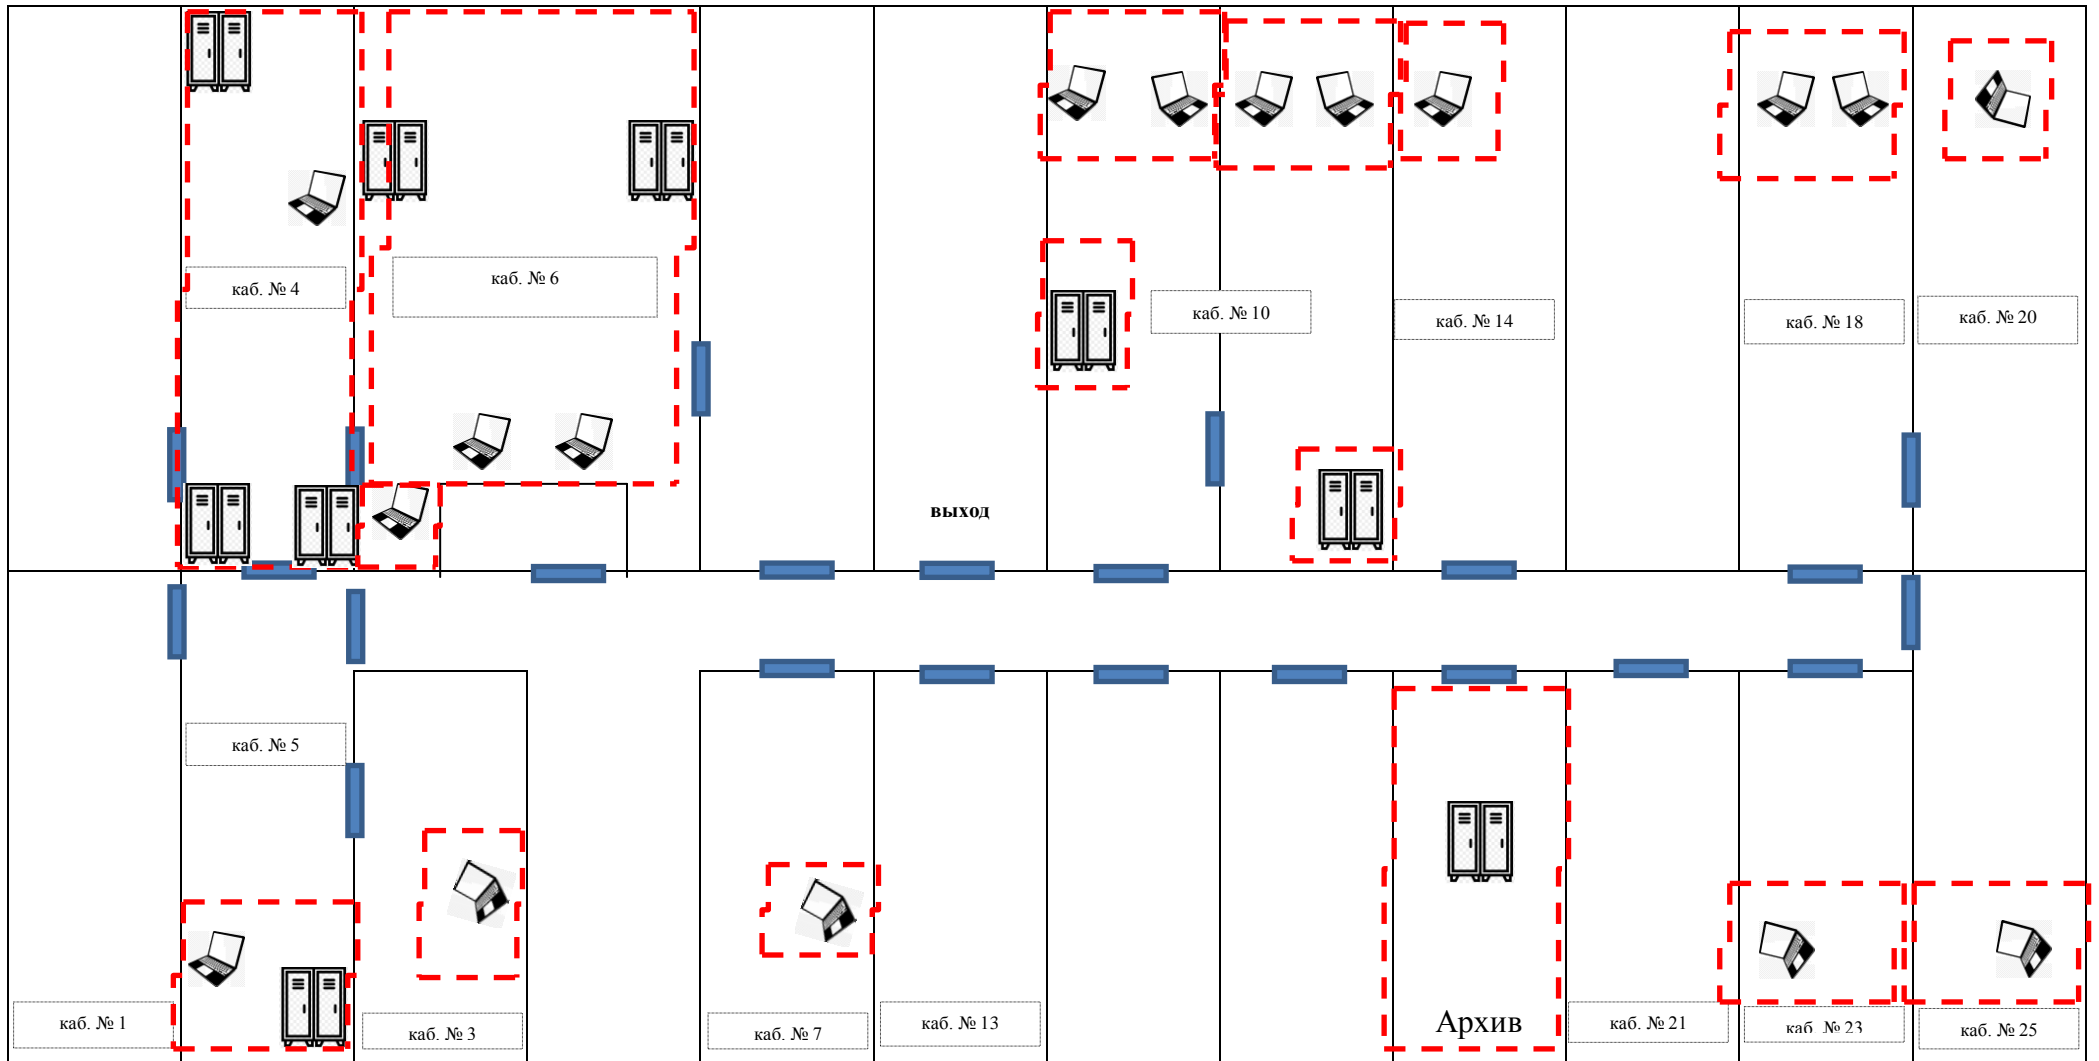 каб. № 4
каб. № 6
каб. № 10
каб. № 14
каб. № 18
каб. № 20
выход
каб. № 5
каб. № 1
каб. № 3
каб. № 7
каб. № 13
Архив
каб. № 21
каб. № 23
каб. № 25